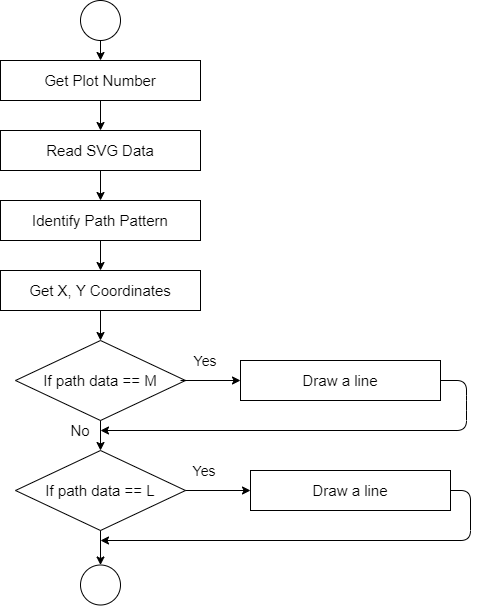 Get Plot Number
Read SVG Data
Identify Path Pattern
Get X, Y Coordinates
If path data == M
Yes
Draw a line
No
If path data == L
Yes
Draw a line